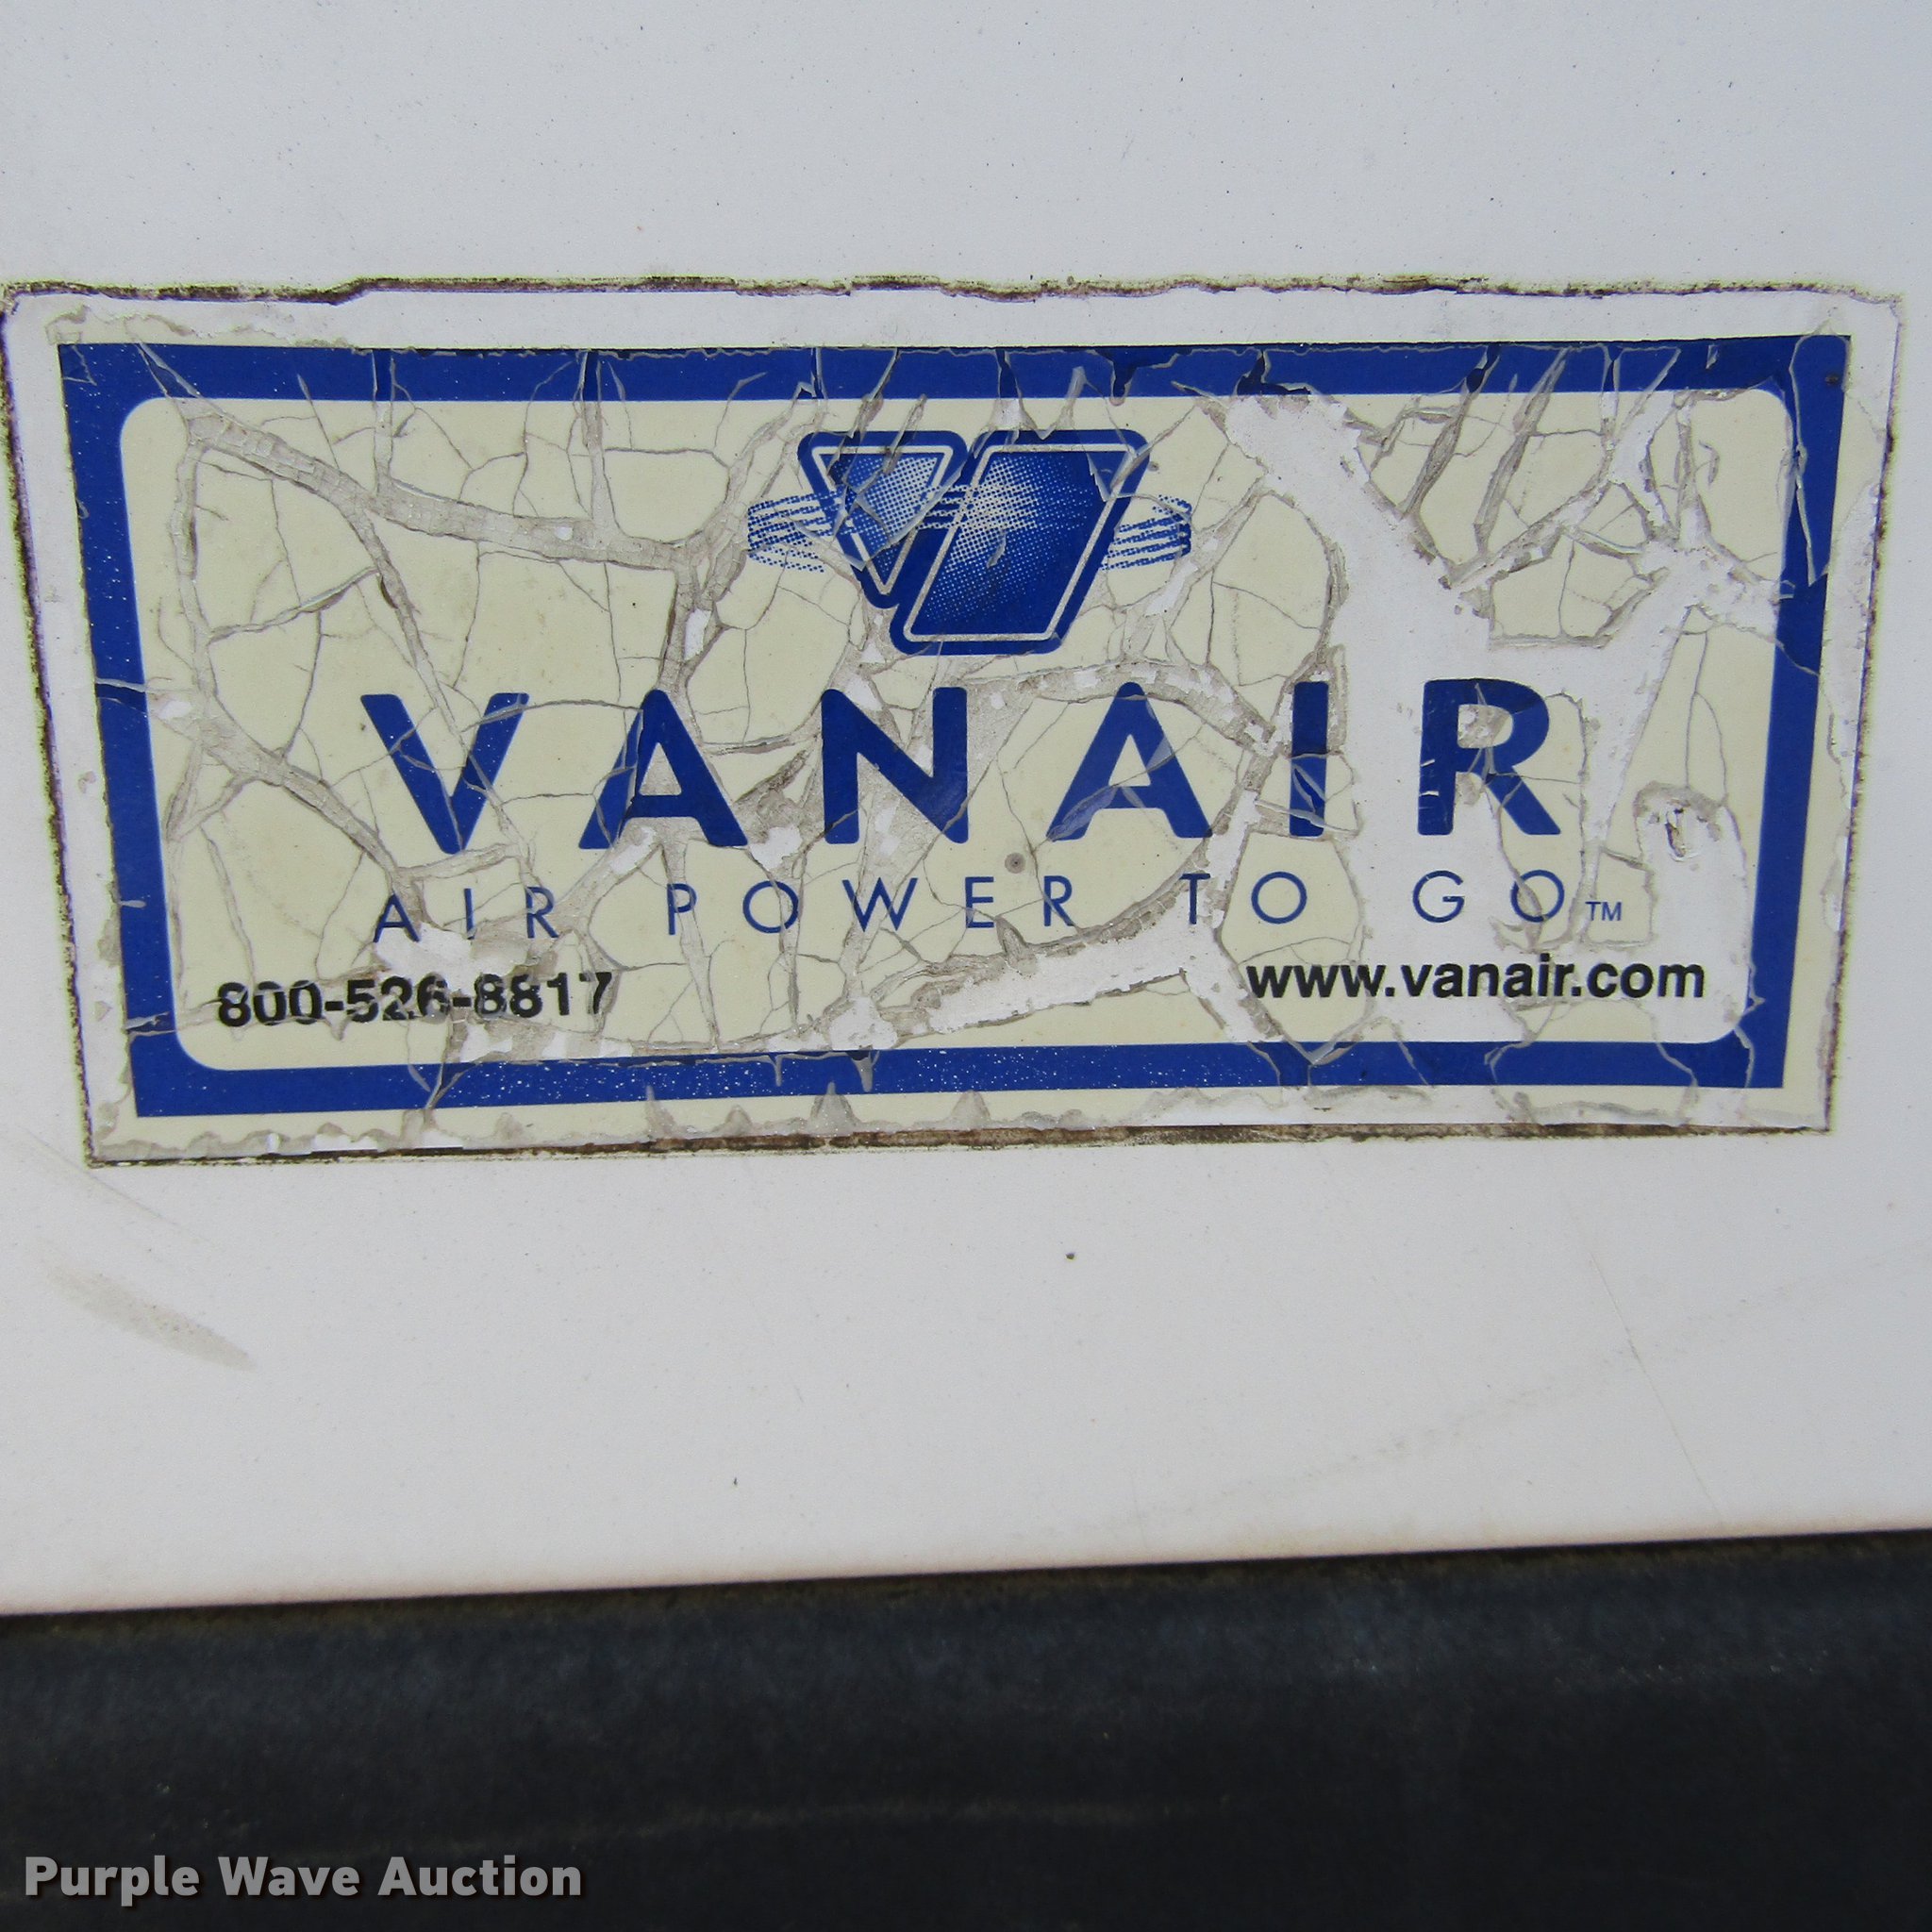 VANAIR
AIR POWER TO GO™
800-526-8817 www.vanair.com
Purple Wave Auction